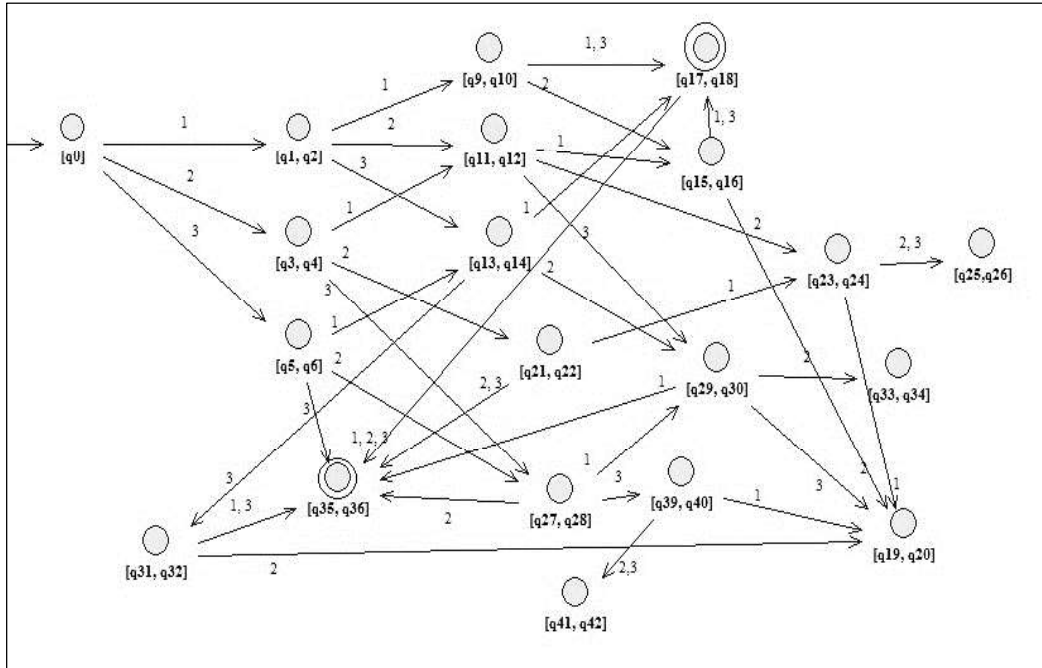 1, 3
[q9, q10]
[q17, q18]
1
2
1
2
1, 3
[q0]
[q1, q2]
[q11, q12]
1
[q15, q16]
3
2
1
1
2
3
3
2
2, 3
[q3, q4]
[q13, q14]
2
[q23, q24]
[q25,q26]
3
1
1
2
[q5, q6]
[q21, q22]
2
2, 3
1
[q29, q30]
[q33, q34]
3
1, 2, 3
3
1
3
2
1
1, 3
[q35, q36]
2
[q27, q28]
[q39, q40]
1
3
[q31, q32]
2
[q19, q20]
2,3
[q41, q42]